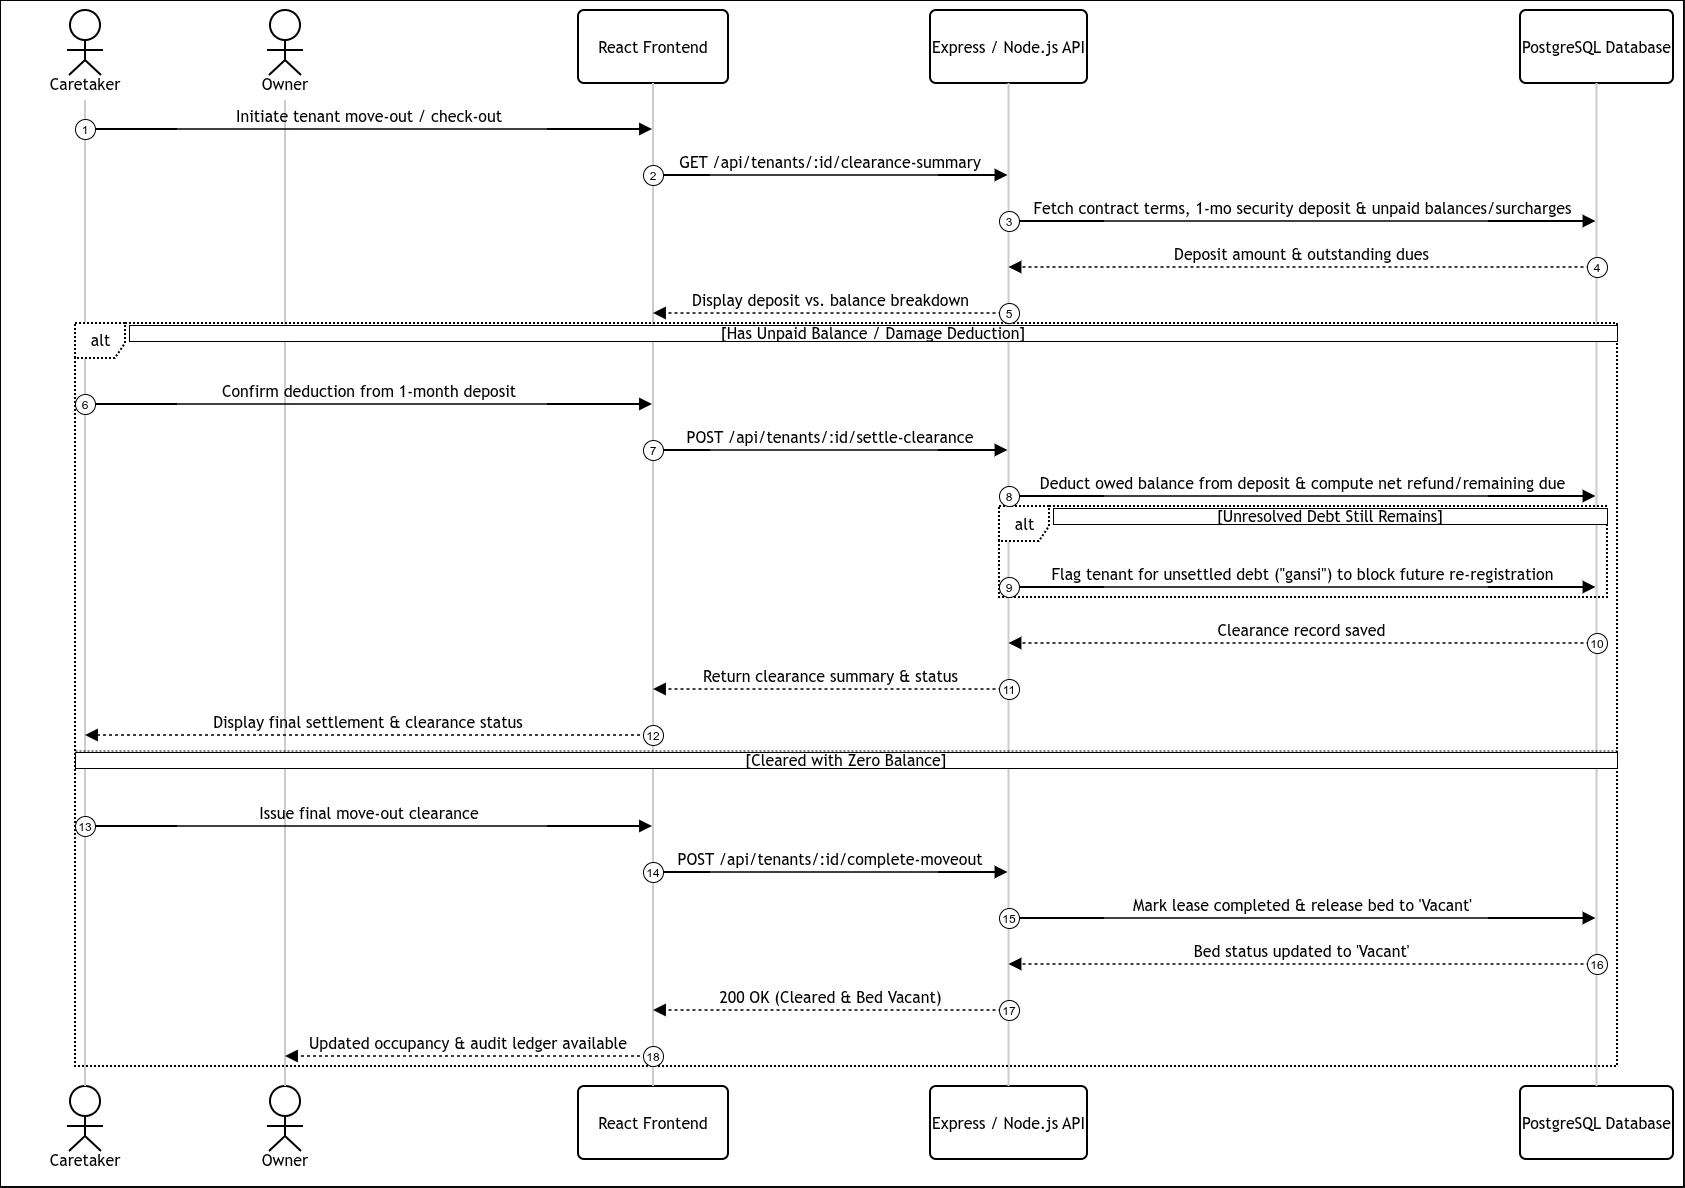 Caretaker
Owner
React Frontend
Express / Node.js API
PostgreSQL Database
Initiate tenant move-out / check-out
1
GET /api/tenants/:id/clearance-summary
2
Fetch contract terms, 1-mo security deposit & unpaid balances/surcharges
3
Deposit amount & outstanding dues
4
Display deposit vs. balance breakdown
5
alt
[Has Unpaid Balance / Damage Deduction]
Confirm deduction from 1-month deposit
6
POST /api/tenants/:id/settle-clearance
7
Deduct owed balance from deposit & compute net refund/remaining due
8
alt
[Unresolved Debt Still Remains]
Flag tenant for unsettled debt ("gansi") to block future re-registration
9
Clearance record saved
10
Return clearance summary & status
11
Display final settlement & clearance status
12
[Cleared with Zero Balance]
Issue final move-out clearance
13
POST /api/tenants/:id/complete-moveout
14
Mark lease completed & release bed to 'Vacant'
15
Bed status updated to 'Vacant'
16
200 OK (Cleared & Bed Vacant)
17
Updated occupancy & audit ledger available
18
Caretaker
Owner
React Frontend
Express / Node.js API
PostgreSQL Database